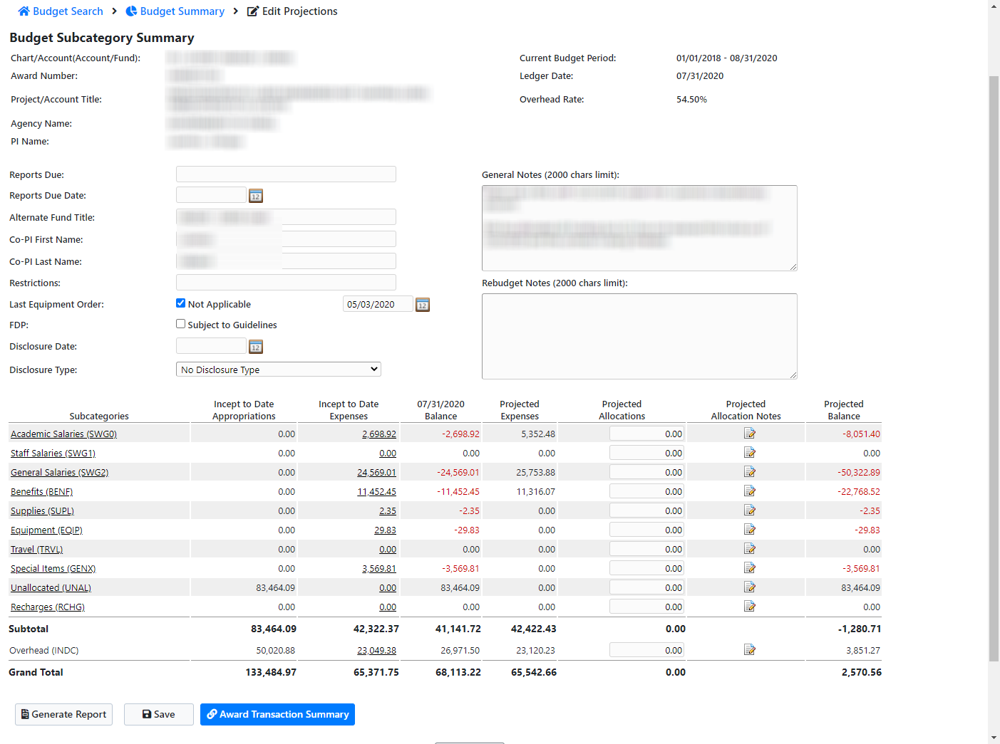 Budget Search > Budget Summary > Edit Projections
Budget Subcategory Summary
Chart/Account(Account/Fund):
Current Budget Period: 01/01/2018 - 08/31/2020
Award Number:
Ledger Date: 07/31/2020
Project/Account Title:
Overhead Rate: 54.50%
Agency Name:
PI Name:
Reports Due:
Reports Due Date: 12
Alternate Fund Title:
Co-PI First Name:
Co-PI Last Name:
Restrictions:
Last Equipment Order: Not Applicable 05/03/2020 12
FDP: Subject to Guidelines
Disclosure Date: 12
Disclosure Type: No Disclosure Type
General Notes (2000 chars limit):
Rebudget Notes (2000 chars limit):
Subcategories Incept to Date Appropriations Incept to Date Expenses 07/31/2020 Balance Projected Expenses Projected Allocations Projected Allocation Notes Projected Balance
Academic Salaries (SWG0) 0.00 2,698.92 -2,698.92 5,352.48 0.00 -8,051.40
Staff Salaries (SWG1) 0.00 0.00 0.00 0.00 0.00 0.00
General Salaries (SWG2) 0.00 24,569.01 -24,569.01 25,753.88 0.00 -50,322.89
Benefits (BENF) 0.00 11,452.45 -11,452.45 11,316.07 0.00 -22,768.52
Supplies (SUPL) 0.00 2.35 -2.35 0.00 0.00 -2.35
Equipment (EQIP) 0.00 29.83 -29.83 0.00 0.00 -29.83
Travel (TRVL) 0.00 0.00 0.00 0.00 0.00 0.00
Special Items (GENX) 0.00 3,569.81 -3,569.81 0.00 0.00 -3,569.81
Unallocated (UNAL) 83,464.09 0.00 83,464.09 0.00 0.00 83,464.09
Recharges (RCHG) 0.00 0.00 0.00 0.00 0.00 0.00
Subtotal 83,464.09 42,322.37 41,141.72 42,422.43 0.00 -1,280.71
Overhead (INDC) 50,020.88 23,049.38 26,971.50 23,120.23 0.00 3,851.27
Grand Total 133,484.97 65,371.75 68,113.22 65,542.66 0.00 2,570.56
Generate Report Save Award Transaction Summary